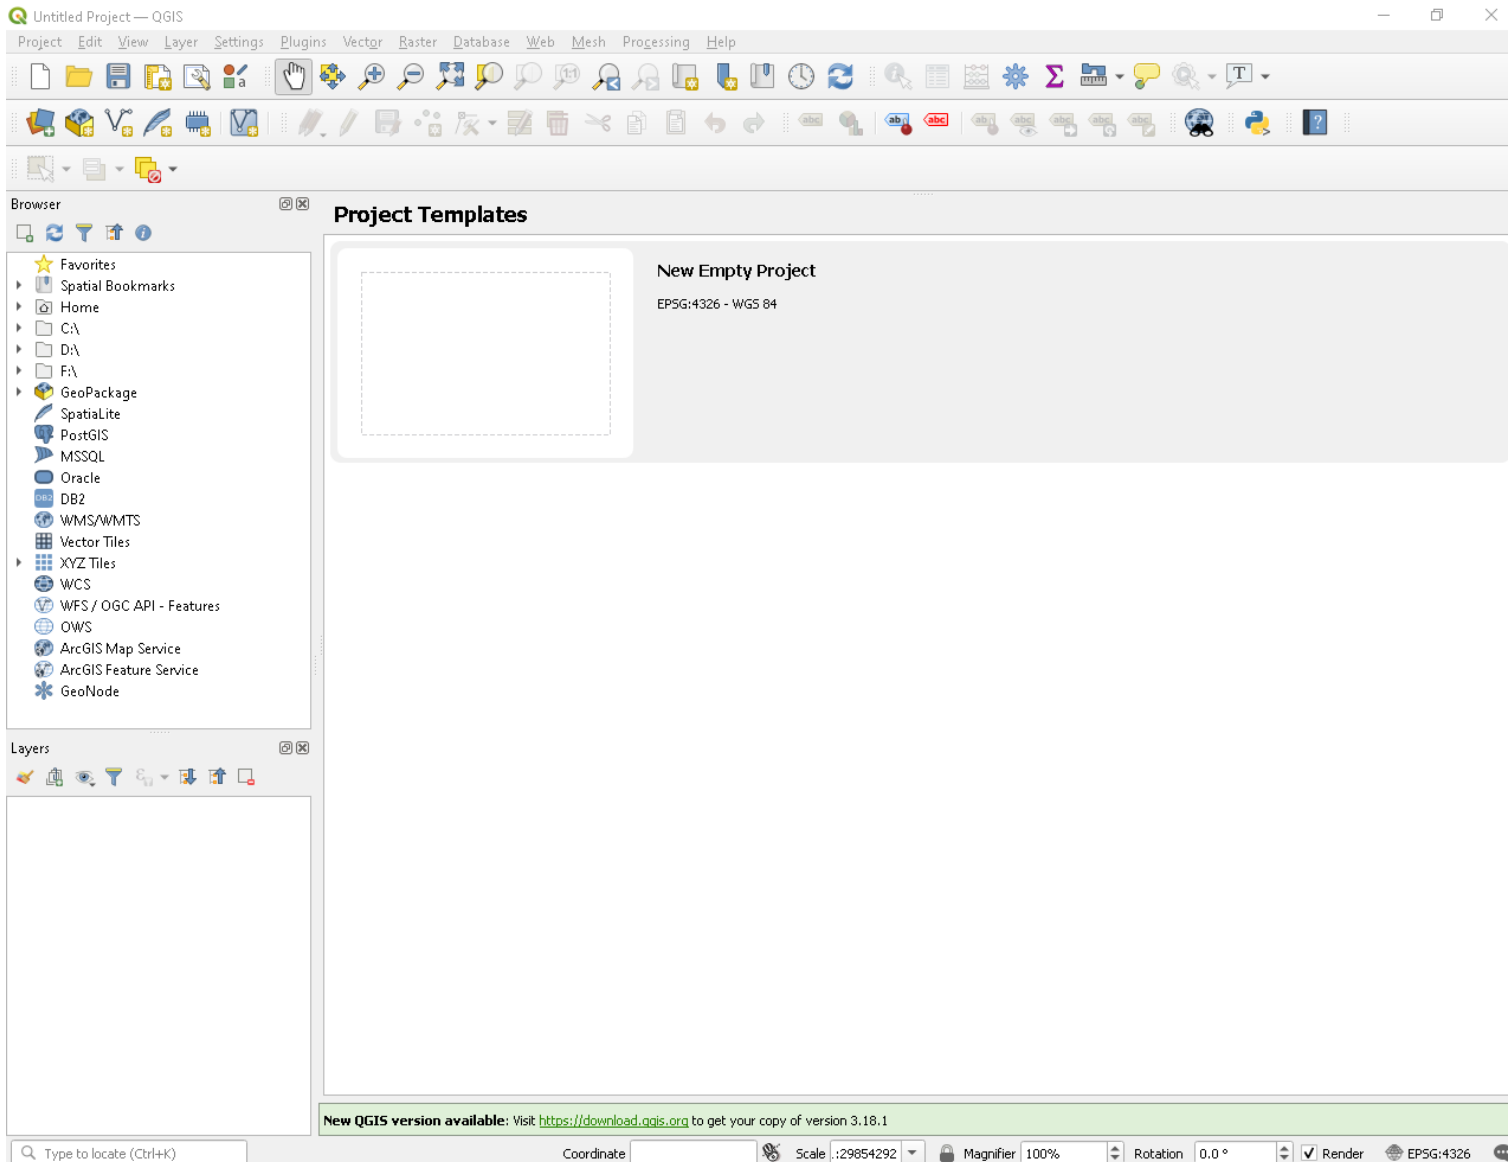 Untitled Project — QGIS
Project Edit View Layer Settings Plugins Vector Raster Database Web Mesh Processing Help
Browser
Favorites
Spatial Bookmarks
Home
C:\
D:\
F:\
GeoPackage
SpatiaLite
PostGIS
MSSQL
Oracle
DB2
WMS/WMTS
Vector Tiles
XYZ Tiles
WCS
WFS / OGC API - Features
OWS
ArcGIS Map Service
ArcGIS Feature Service
GeoNode
Layers
Project Templates
New Empty Project
EPSG:4326 - WGS 84
New QGIS version available: Visit https://download.qgis.org to get your copy of version 3.18.1
Type to locate (Ctrl+K) Coordinate Scale .:29854292 Magnifier 100% Rotation 0.0 ° Render EPSG:4326